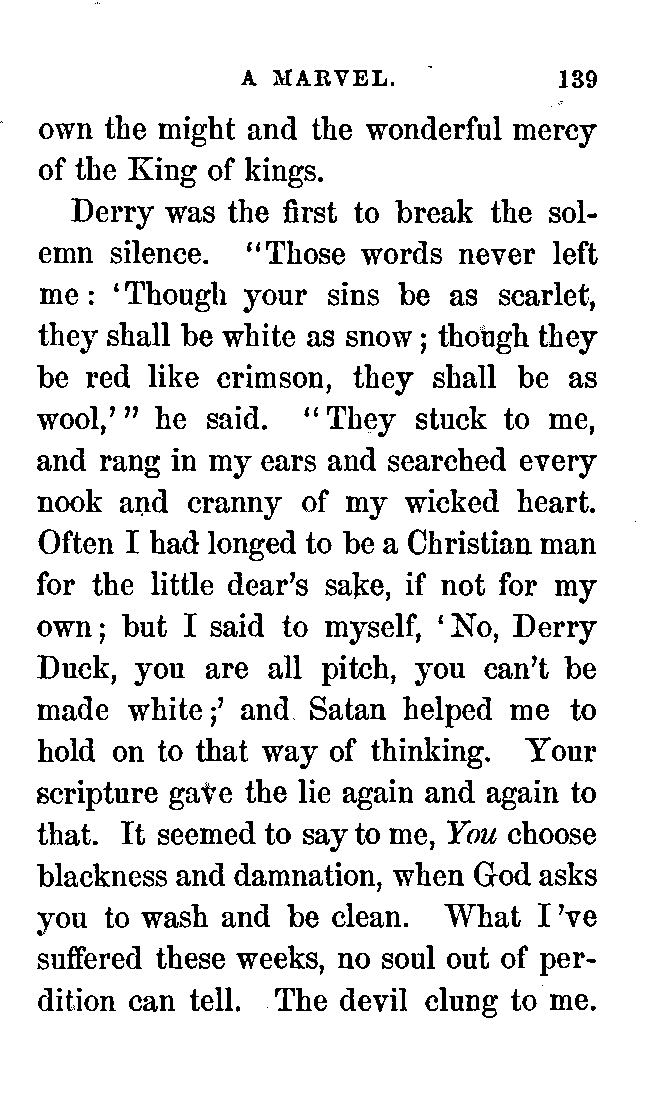 A MARVEL. 139
own the might and the wonderful mercy
of the King of kings.
Derry was the first to break the sol-
emn silence. "Those words never left
me: 'Though your sins be as scarlet,
they shall be white as snow; though they
be red like crimson, they shall be as
wool,'" he said. "They stuck to me,
and rang in my ears and searched every
nook and cranny of my wicked heart.
Often I had longed to be a Christian man
for the little dear's sake, if not for my
own; but I said to myself, 'No, Derry
Duck, you are all pitch, you can't be
made white;' and Satan helped me to
hold on to that way of thinking. Your
scripture gave the lie again and again to
that. It seemed to say to me, You choose
blackness and damnation, when God asks
you to wash and be clean. What I 've
suffered these weeks, no soul out of per-
dition can tell. The devil clung to me.